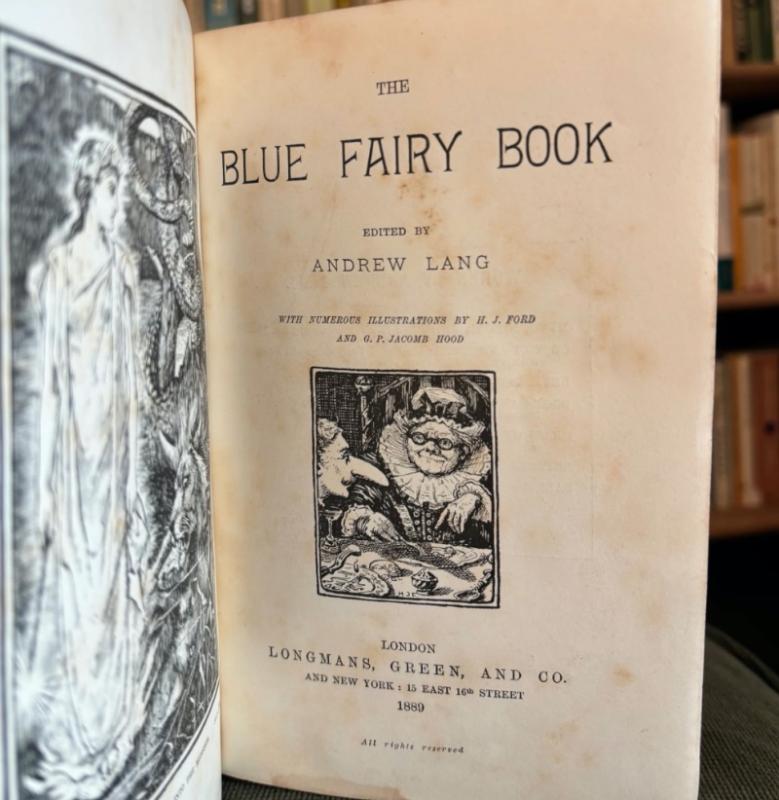 THE
BLUE FAIRY BOOK
EDITED BY
ANDREW LANG
WITH NUMEROUS ILLUSTRATIONS BY H. J. FORD
AND G. P. JACOMB HOOD
HJF
LONDON
LONGMANS, GREEN, AND CO.
AND NEW YORK : 15 EAST 16th STREET
1889
All rights reserved